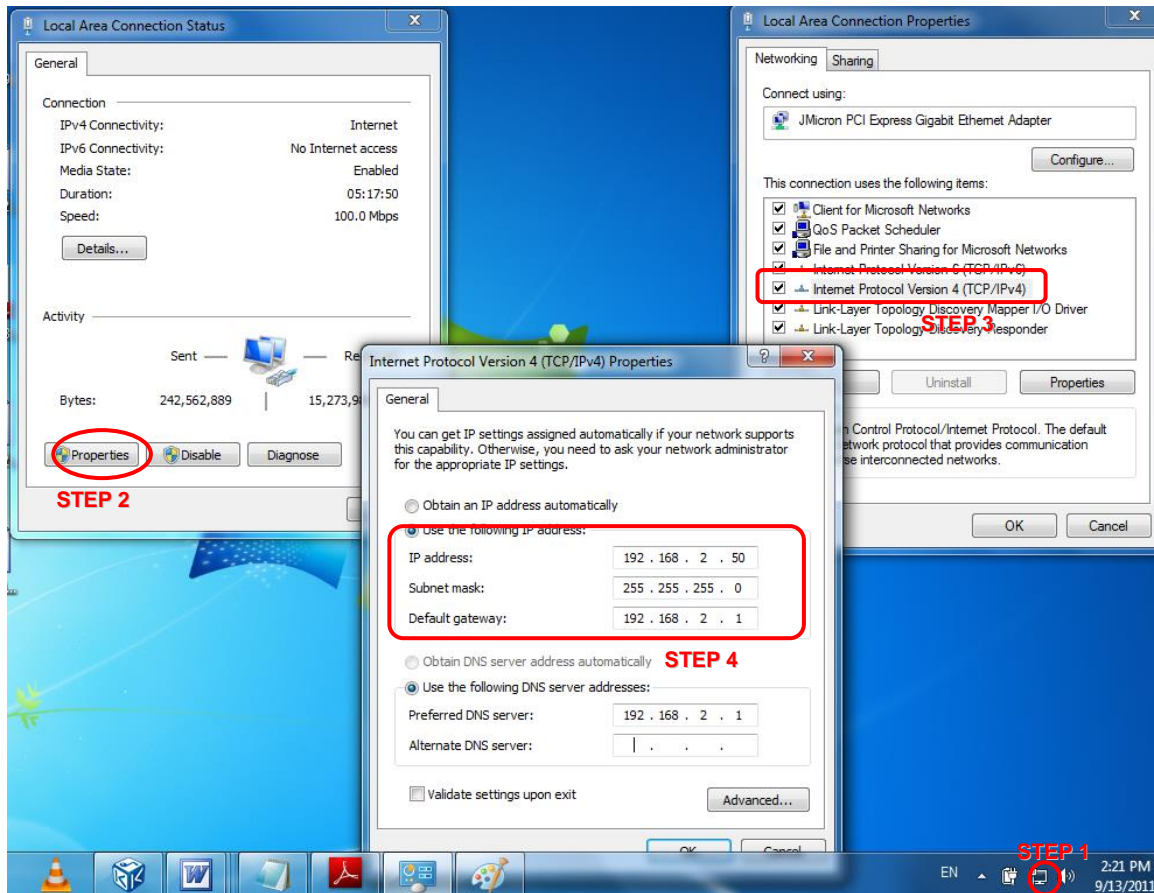 Local Area Connection Status
General
Connection
IPv4 Connectivity: Internet
IPv6 Connectivity: No Internet access
Media State: Enabled
Duration: 05:17:50
Speed: 100.0 Mbps
Details...
Activity
Sent — — Re
Bytes: 242,562,889 | 15,273,9
Properties Disable Diagnose
STEP 2
Local Area Connection Properties
Networking Sharing
Connect using:
JMicron PCI Express Gigabit Ethernet Adapter
Configure...
This connection uses the following items:
Client for Microsoft Networks
QoS Packet Scheduler
File and Printer Sharing for Microsoft Networks
Internet Protocol Version 6 (TCP/IPv6)
Internet Protocol Version 4 (TCP/IPv4)
Link-Layer Topology Discovery Mapper I/O Driver
STEP 3
Link-Layer Topology Discovery Responder
Uninstall Properties
n Control Protocol/Internet Protocol. The default
etwork protocol that provides communication
se interconnected networks.
OK Cancel
Internet Protocol Version 4 (TCP/IPv4) Properties
General
You can get IP settings assigned automatically if your network supports
this capability. Otherwise, you need to ask your network administrator
for the appropriate IP settings.
Obtain an IP address automatically
Use the following IP address:
IP address: 192 . 168 . 2 . 50
Subnet mask: 255 . 255 . 255 . 0
Default gateway: 192 . 168 . 2 . 1
Obtain DNS server address automatically STEP 4
Use the following DNS server addresses:
Preferred DNS server: 192 . 168 . 2 . 1
Alternate DNS server: . . .
Validate settings upon exit
Advanced...
OK Cancel
STEP 1
EN 2:21 PM
9/13/2011